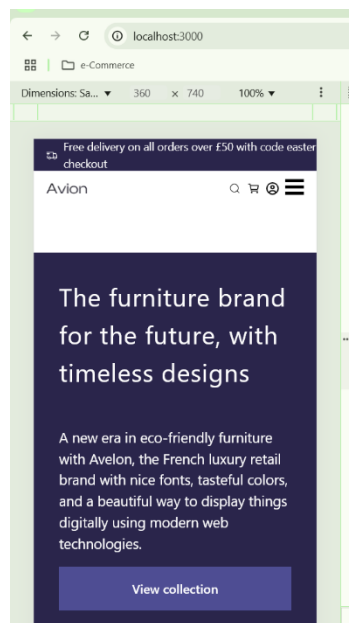 localhost:3000
e-Commerce
Dimensions: Sa... ▼ 360 × 740 100% ▼
Free delivery on all orders over £50 with code easter
checkout
Avion
The furniture brand
for the future, with
timeless designs
A new era in eco-friendly furniture
with Avelon, the French luxury retail
brand with nice fonts, tasteful colors,
and a beautiful way to display things
digitally using modern web
technologies.
View collection